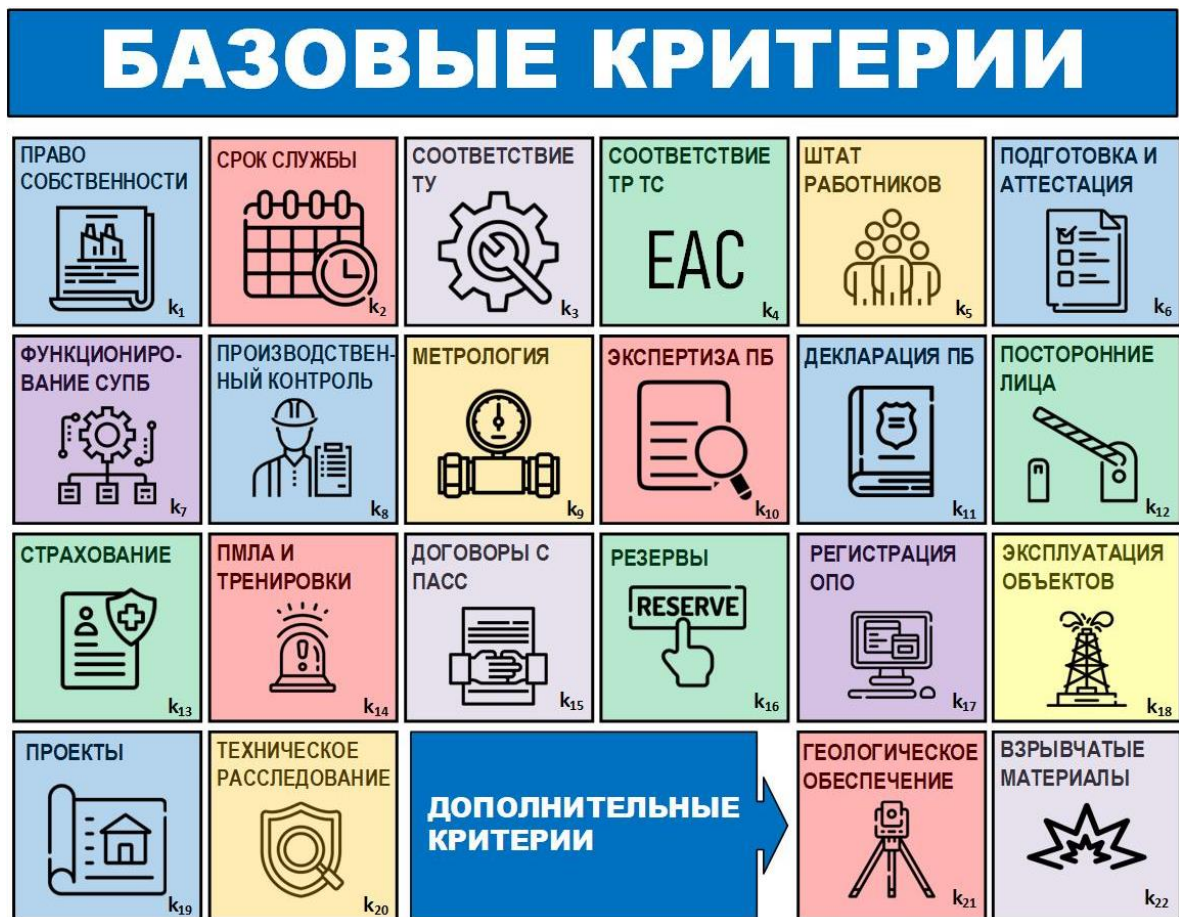 БАЗОВЫЕ КРИТЕРИИ
ПРАВО
СОБСТВЕННОСТИ
k1
СРОК СЛУЖБЫ
k2
СООТВЕТСТВИЕ
ТУ
k3
СООТВЕТСТВИЕ
ТР ТС
EAC
k4
ШТАТ
РАБОТНИКОВ
k5
ПОДГОТОВКА И
АТТЕСТАЦИЯ
k6
ФУНКЦИОНИРО-
ВАНИЕ СУПБ
k7
ПРОИЗВОДСТВЕН-
НЫЙ КОНТРОЛЬ
k8
МЕТРОЛОГИЯ
k9
ЭКСПЕРТИЗА ПБ
k10
ДЕКЛАРАЦИЯ ПБ
k11
ПОСТОРОННИЕ
ЛИЦА
k12
СТРАХОВАНИЕ
k13
ПМЛА И
ТРЕНИРОВКИ
k14
ДОГОВОРЫ С
ПАСС
k15
РЕЗЕРВЫ
RESERVE
k16
РЕГИСТРАЦИЯ
ОПО
k17
ЭКСПЛУАТАЦИЯ
ОБЪЕКТОВ
k18
ПРОЕКТЫ
k19
ТЕХНИЧЕСКОЕ
РАССЛЕДОВАНИЕ
k20
ДОПОЛНИТЕЛЬНЫЕ
КРИТЕРИИ
ГЕОЛОГИЧЕСКОЕ
ОБЕСПЕЧЕНИЕ
k21
ВЗРЫВЧАТЫЕ
МАТЕРИАЛЫ
k22